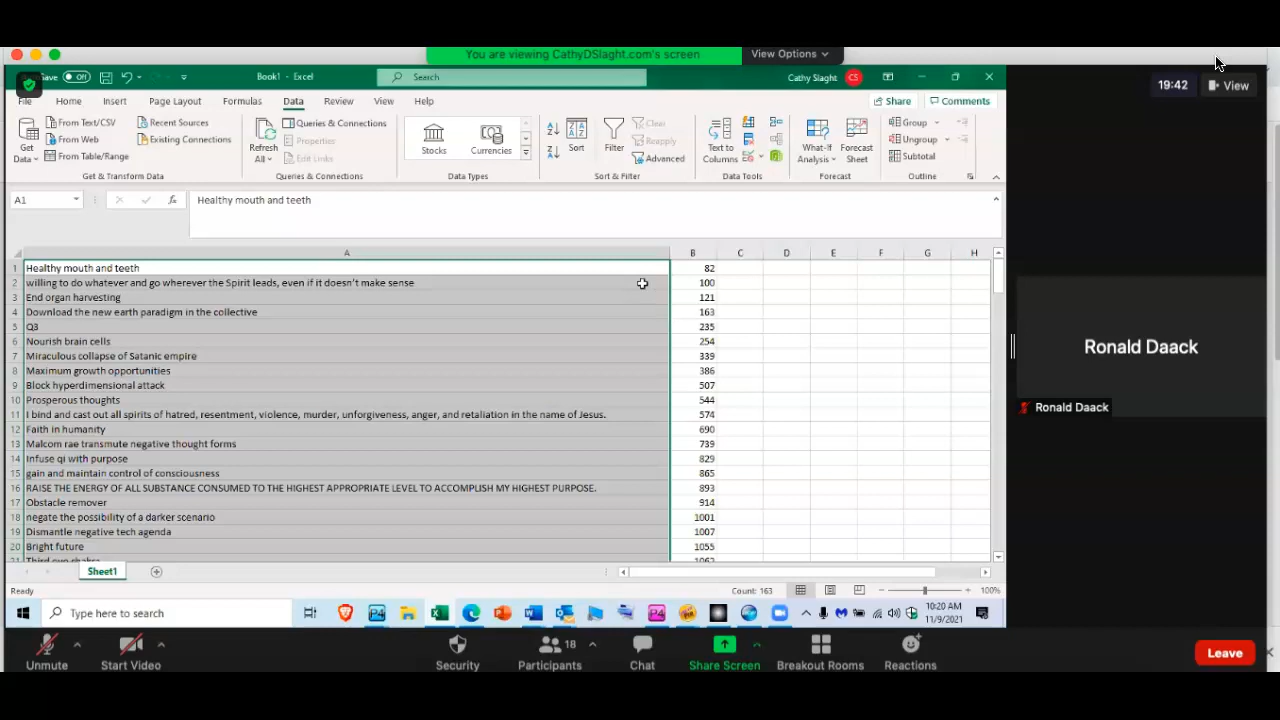 You are viewing CathyDSlaght.com's screen View Options
19:42 View
Save Off Book1 - Excel Search Cathy Slaght CS
File Home Insert Page Layout Formulas Data Review View Help Share Comments
Get Data From Text/CSV Recent Sources
From Web Existing Connections
From Table/Range
Get & Transform Data
Refresh All Queries & Connections
Properties
Edit Links
Queries & Connections
Stocks Currencies
Data Types
Sort Filter Clear
Reapply
Advanced
Sort & Filter
Text to Columns
Data Tools
What-If Analysis Forecast Sheet
Forecast
Group
Ungroup
Subtotal
Outline
A1 fx Healthy mouth and teeth
A B C D E F G H
1 Healthy mouth and teeth 82
2 willing to do whatever and go wherever the Spirit leads, even if it doesn't make sense 100
3 End organ harvesting 121
4 Download the new earth paradigm in the collective 163
5 Q3 235
6 Nourish brain cells 254
7 Miraculous collapse of Satanic empire 339
8 Maximum growth opportunities 386
9 Block hyperdimensional attack 507
10 Prosperous thoughts 544
11 I bind and cast out all spirits of hatred, resentment, violence, murder, unforgiveness, anger, and retaliation in the name of Jesus. 574
12 Faith in humanity 690
13 Malcom rae transmute negative thought forms 739
14 Infuse qi with purpose 829
15 gain and maintain control of consciousness 865
16 RAISE THE ENERGY OF ALL SUBSTANCE CONSUMED TO THE HIGHEST APPROPRIATE LEVEL TO ACCOMPLISH MY HIGHEST PURPOSE. 893
17 Obstacle remover 914
18 negate the possibility of a darker scenario 1001
19 Dismantle negative tech agenda 1007
20 Bright future 1055
21 Third eye chakra 1062
Ronald Daack
Ronald Daack
Sheet1
Ready Count: 163 100%
Type here to search 10:20 AM
11/9/2021
Unmute Start Video Security Participants 18 Chat Share Screen Breakout Rooms Reactions Leave